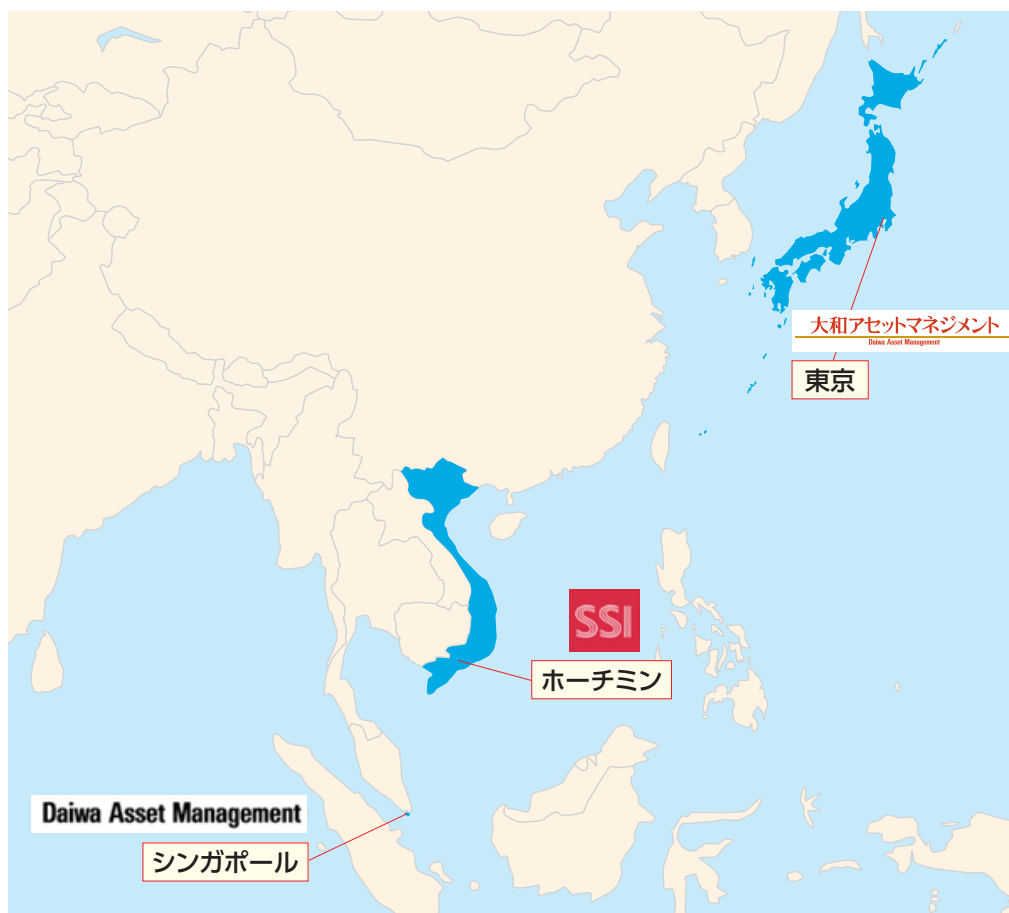 大和アセットマネジメント
Daiwa Asset Management
東京
SSI
ホーチミン
Daiwa Asset Management
シンガポール